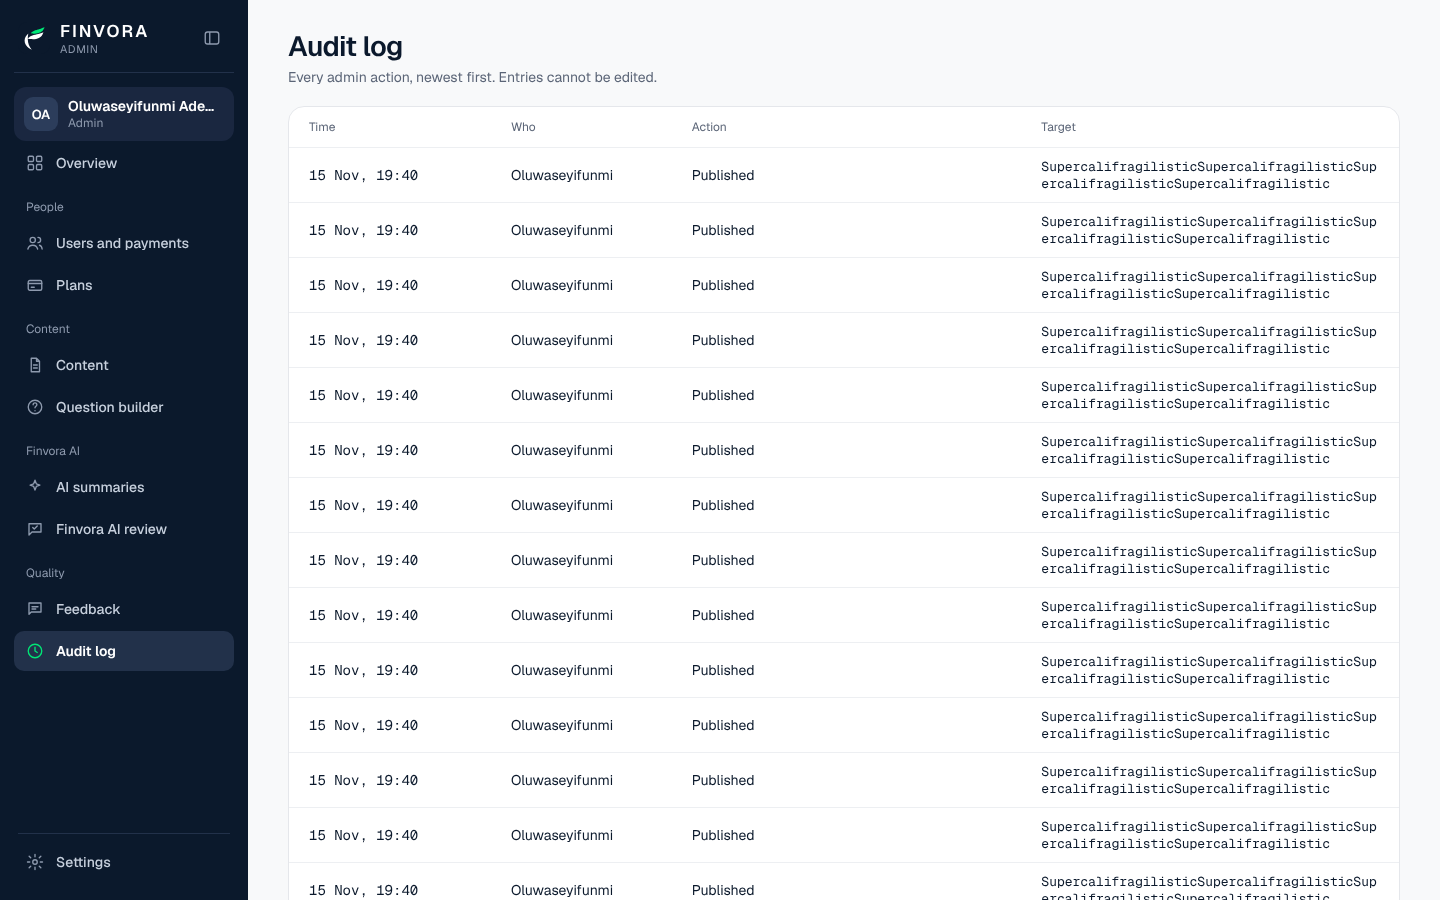 FINVORA
ADMIN
OA
Oluwaseyifunmi Ade...
Admin
Overview
People
Users and payments
Plans
Content
Content
Question builder
Finvora AI
AI summaries
Finvora AI review
Quality
Feedback
Audit log
Settings
Audit log
Every admin action, newest first. Entries cannot be edited.
Time Who Action Target
15 Nov, 19:40 Oluwaseyifunmi Published SupercalifragilisticSupercalifragilisticSup
ercalifragilisticSupercalifragilistic
15 Nov, 19:40 Oluwaseyifunmi Published SupercalifragilisticSupercalifragilisticSup
ercalifragilisticSupercalifragilistic
15 Nov, 19:40 Oluwaseyifunmi Published SupercalifragilisticSupercalifragilisticSup
ercalifragilisticSupercalifragilistic
15 Nov, 19:40 Oluwaseyifunmi Published SupercalifragilisticSupercalifragilisticSup
ercalifragilisticSupercalifragilistic
15 Nov, 19:40 Oluwaseyifunmi Published SupercalifragilisticSupercalifragilisticSup
ercalifragilisticSupercalifragilistic
15 Nov, 19:40 Oluwaseyifunmi Published SupercalifragilisticSupercalifragilisticSup
ercalifragilisticSupercalifragilistic
15 Nov, 19:40 Oluwaseyifunmi Published SupercalifragilisticSupercalifragilisticSup
ercalifragilisticSupercalifragilistic
15 Nov, 19:40 Oluwaseyifunmi Published SupercalifragilisticSupercalifragilisticSup
ercalifragilisticSupercalifragilistic
15 Nov, 19:40 Oluwaseyifunmi Published SupercalifragilisticSupercalifragilisticSup
ercalifragilisticSupercalifragilistic
15 Nov, 19:40 Oluwaseyifunmi Published SupercalifragilisticSupercalifragilisticSup
ercalifragilisticSupercalifragilistic
15 Nov, 19:40 Oluwaseyifunmi Published SupercalifragilisticSupercalifragilisticSup
ercalifragilisticSupercalifragilistic
15 Nov, 19:40 Oluwaseyifunmi Published SupercalifragilisticSupercalifragilisticSup
ercalifragilisticSupercalifragilistic
15 Nov, 19:40 Oluwaseyifunmi Published SupercalifragilisticSupercalifragilisticSup
ercalifragilisticSupercalifragilistic
15 Nov, 19:40 Oluwaseyifunmi Published SupercalifragilisticSupercalifragilisticSup
ercalifragilisticSupercalifragilistic